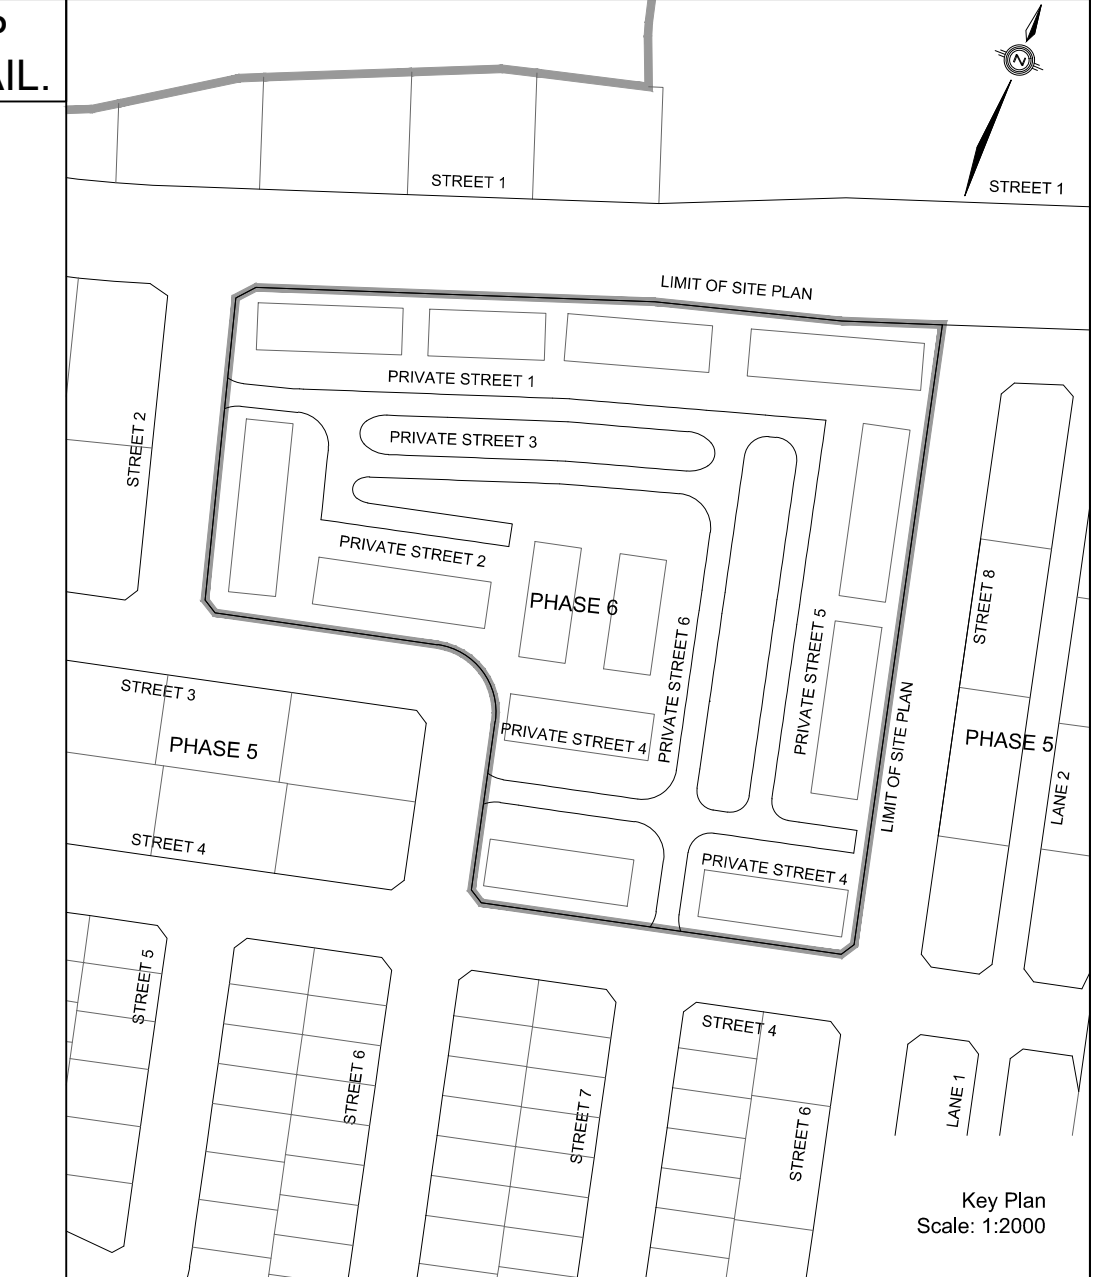 P
AIL.
N
STREET 1
STREET 1
LIMIT OF SITE PLAN
PRIVATE STREET 1
STREET 2
PRIVATE STREET 3
PRIVATE STREET 2
PHASE 6
STREET 8
PRIVATE STREET 6
PRIVATE STREET 5
STREET 3
PHASE 5
PRIVATE STREET 4
LIMIT OF SITE PLAN
PHASE 5
LANE 2
STREET 4
PRIVATE STREET 4
STREET 5
STREET 4
STREET 6
STREET 7
STREET 6
LANE 1
Key Plan
Scale: 1:2000